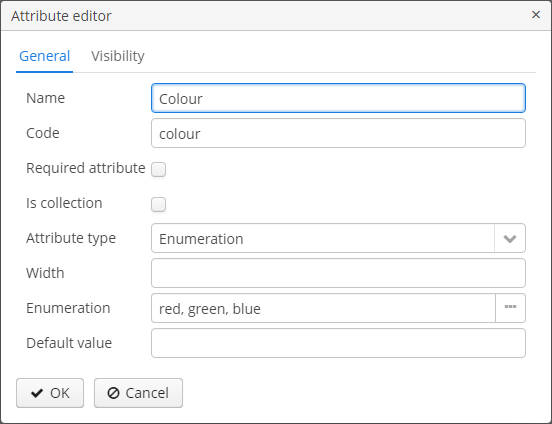 Attribute editor
General Visibility
Name Colour
Code colour
Required attribute
Is collection
Attribute type Enumeration
Width
Enumeration red, green, blue
Default value
OK Cancel